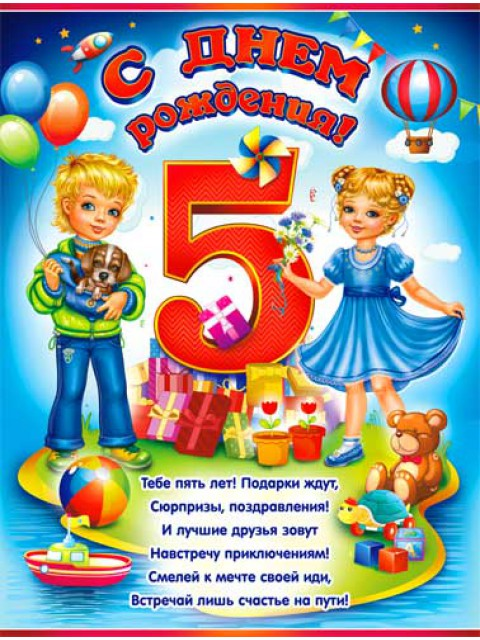 С ДНЕМ
рождения!
5
Тебе пять лет! Подарки ждут,
Сюрпризы, поздравления!
И лучшие друзья зовут
Навстречу приключениям!
Смелей к мечте своей иди,
Встречай лишь счастье на пути!